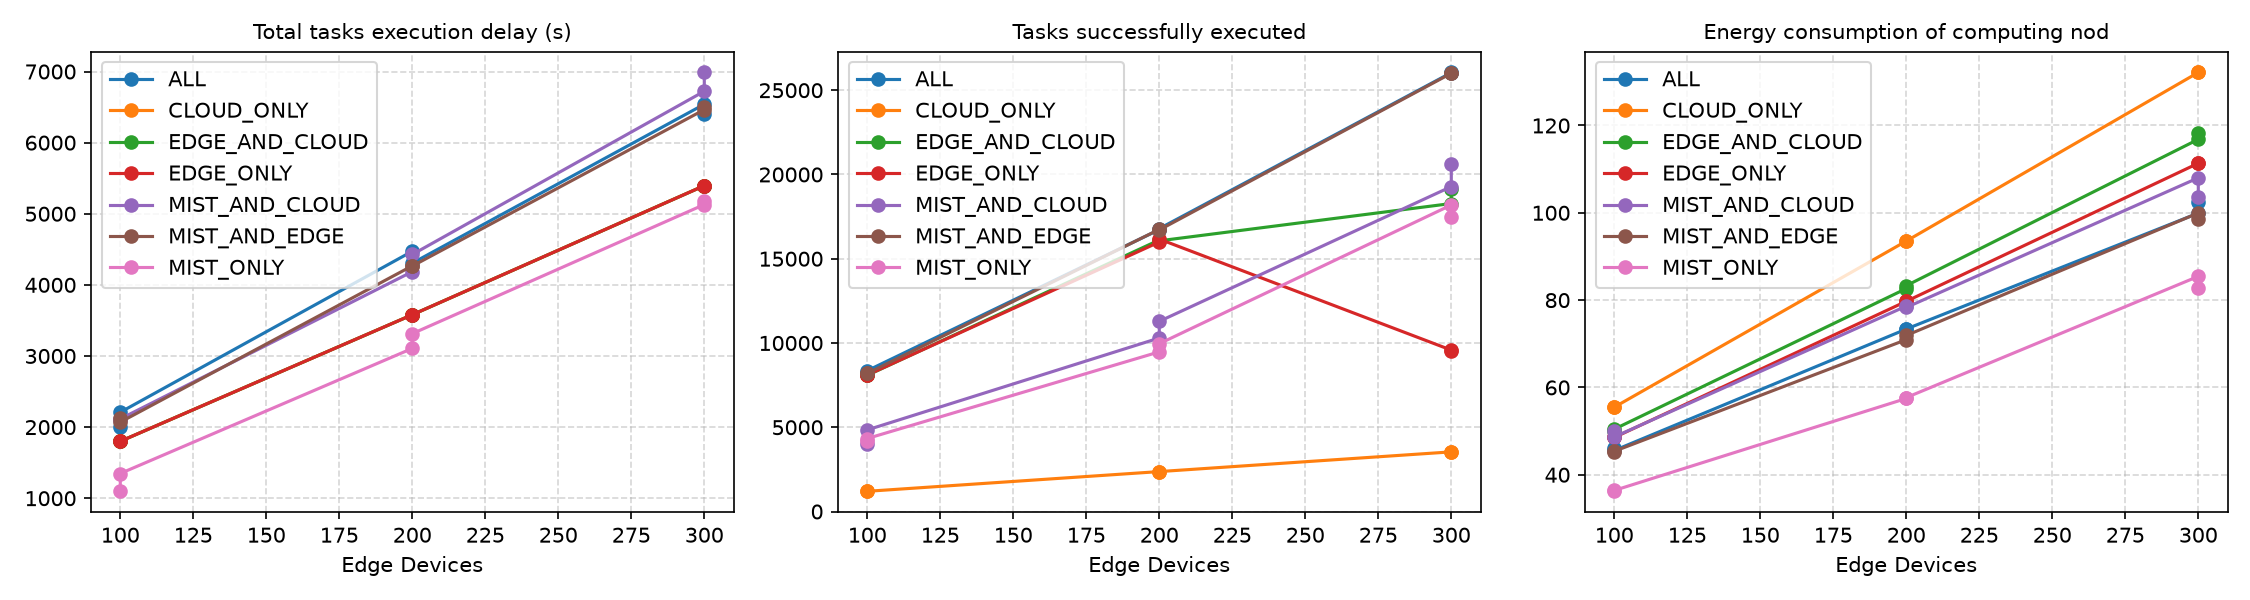 Total tasks execution delay (s)
7000
6000
5000
4000
3000
2000
1000
ALL
CLOUD_ONLY
EDGE_AND_CLOUD
EDGE_ONLY
MIST_AND_CLOUD
MIST_AND_EDGE
MIST_ONLY
100 125 150 175 200 225 250 275 300
Edge Devices
Tasks successfully executed
25000
20000
15000
10000
5000
0
ALL
CLOUD_ONLY
EDGE_AND_CLOUD
EDGE_ONLY
MIST_AND_CLOUD
MIST_AND_EDGE
MIST_ONLY
100 125 150 175 200 225 250 275 300
Edge Devices
Energy consumption of computing nod
120
100
80
60
40
ALL
CLOUD_ONLY
EDGE_AND_CLOUD
EDGE_ONLY
MIST_AND_CLOUD
MIST_AND_EDGE
MIST_ONLY
100 125 150 175 200 225 250 275 300
Edge Devices